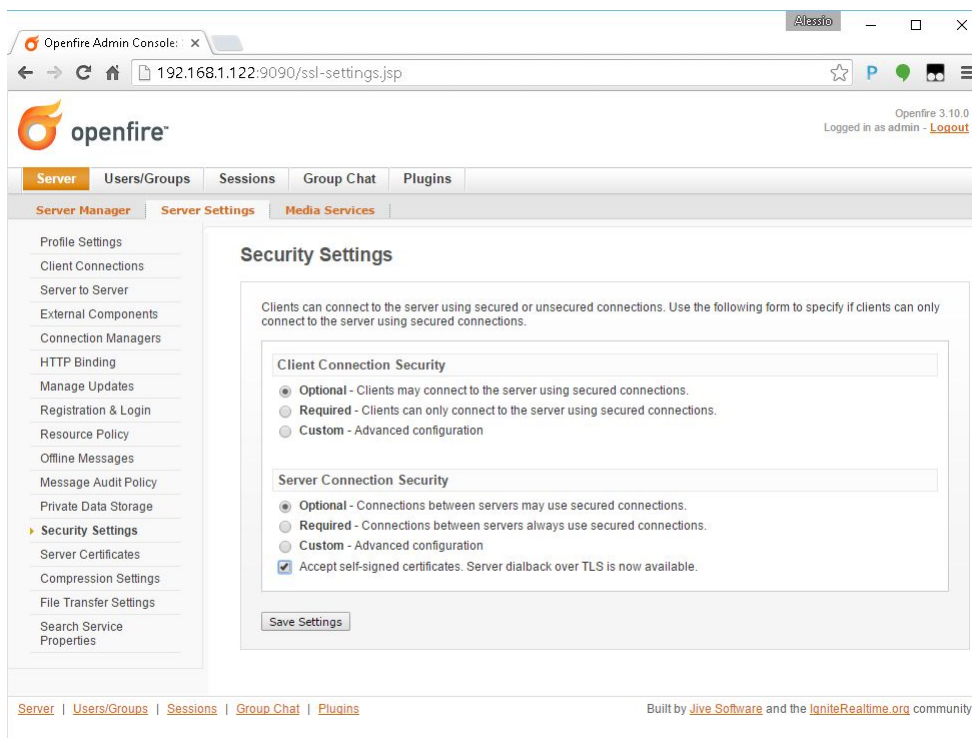 Alessio
Openfire Admin Console:
192.168.1.122:9090/ssl-settings.jsp
P
openfire™
Openfire 3.10.0
Logged in as admin - Logout
Server Users/Groups Sessions Group Chat Plugins
Server Manager Server Settings Media Services
Profile Settings
Client Connections
Server to Server
External Components
Connection Managers
HTTP Binding
Manage Updates
Registration & Login
Resource Policy
Offline Messages
Message Audit Policy
Private Data Storage
Security Settings
Server Certificates
Compression Settings
File Transfer Settings
Search Service
Properties
Security Settings
Clients can connect to the server using secured or unsecured connections. Use the following form to specify if clients can only
connect to the server using secured connections.
Client Connection Security
Optional - Clients may connect to the server using secured connections.
Required - Clients can only connect to the server using secured connections.
Custom - Advanced configuration
Server Connection Security
Optional - Connections between servers may use secured connections.
Required - Connections between servers always use secured connections.
Custom - Advanced configuration
Accept self-signed certificates. Server dialback over TLS is now available.
Save Settings
Server | Users/Groups | Sessions | Group Chat | Plugins
Built by Jive Software and the IgniteRealtime.org community